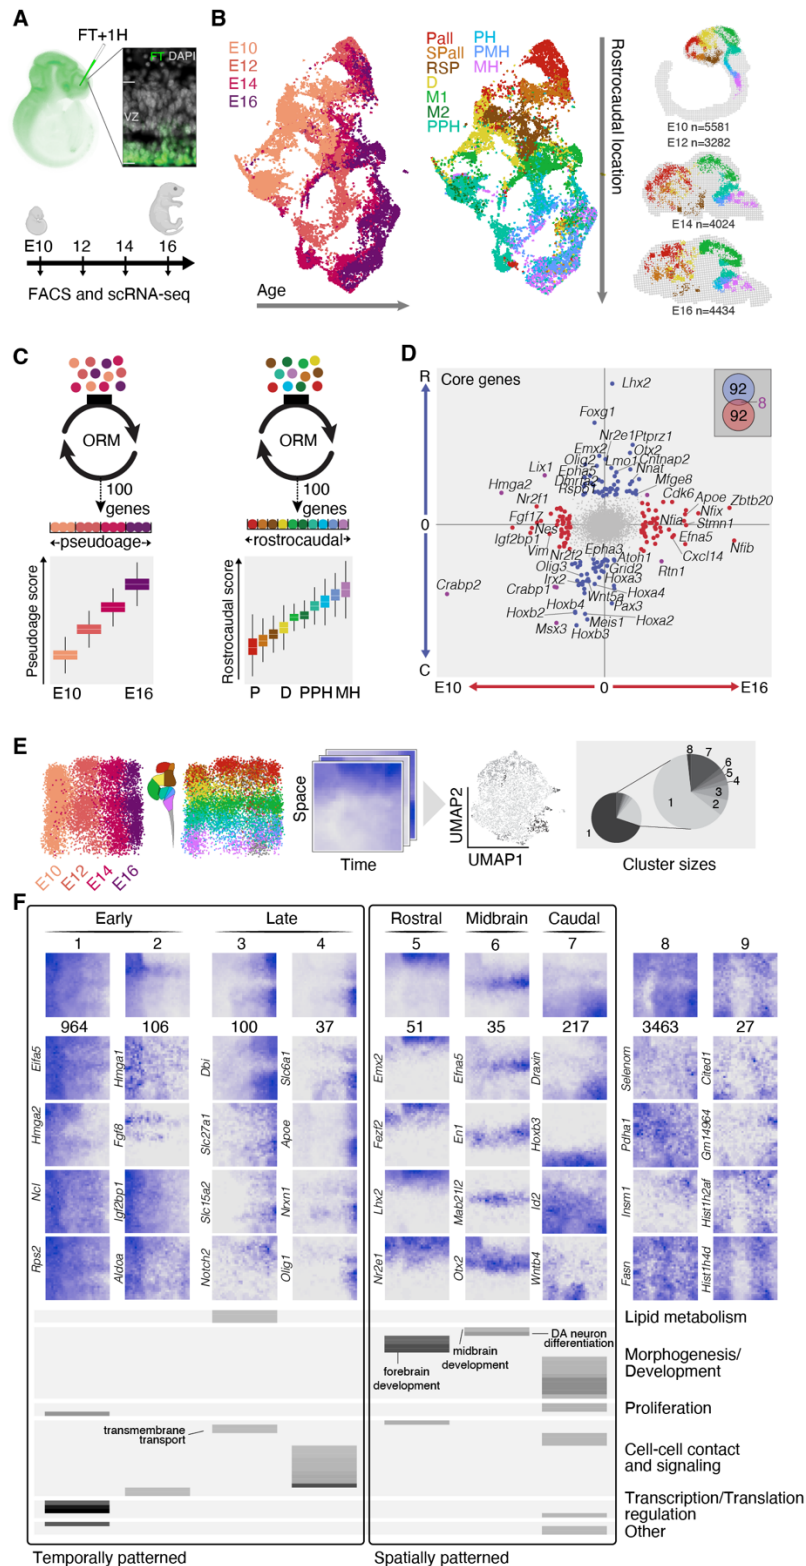 A
FT+1H
FT DAPI
VZ
E10 12 14 16
FACS and scRNA-seq
B
E10
E12
E14
E16
Age
Pall
SPall
RSP
D
M1
M2
PPH
PH
PMH
MH
Rostrocaudal location
E10 n=5581
E12 n=3282
E14 n=4024
E16 n=4434
C
ORM
100
genes
pseudoage
Pseudoage score
E10 E16
ORM
100
genes
rostrocaudal
Rostrocaudal score
P D PPH MH
D
R
Core genes
92
8
92
Lhx2
Foxg1
Nr2e1 Ptprz1
Emx2 Otx2
Olig2 Lmo1 Cntnap2
Lix1 Epha5 Nnat
Hmga2 Dmrta2 Mfge8
Rspo1 Cdk6 Apoe Zbtb20
Nr2f1
0 Fgf17 Nes Nfia Nfix
Stmn1
Igf2bp1 Efna5
Vim Epha3 Nfib
Nr2f2 Atoh1 Cxcl14
Olig3 Grid2 Rtn1
Crabp2 Irx2 Hoxa3
Crabp1 Wnt5a Hoxa4
Hoxb4 Pax3
Hoxb2
Meis1 Hoxa2
Msx3 Hoxb3
C
E10 0 E16
E
E10 E12 E14 E16
Space
Time
UMAP2
UMAP1
1
8 7
6
5
4
3
2
1
Cluster sizes
F
Early Late Rostral Midbrain Caudal
1 2 3 4 5 6 7 8 9
964 106 100 37 51 35 217 3463 27
Eifa5 Hmga1 Dbi Slc6a1 Emx2 Efna5 Draxin Selenom Cited1
Hmga2 Fgf8 Slc27a1 Apoe Fezf2 En1 Hoxb3 Pdha1 Gm14964
Ncl Igf2bp1 Slc15a2 Nrxn1 Lhx2 Mab21l2 Id2 Insm1 Hist1h2af
Rps2 Aldoa Notch2 Olig1 Nr2e1 Otx2 Wntb4 Fasn Hist1h4d
Lipid metabolism
forebrain
development
midbrain
development
DA neuron
differentiation
Morphogenesis/
Development
Proliferation
transmembrane
transport
Cell-cell contact
and signaling
Transcription/Translation
regulation
Other
Temporally patterned Spatially patterned